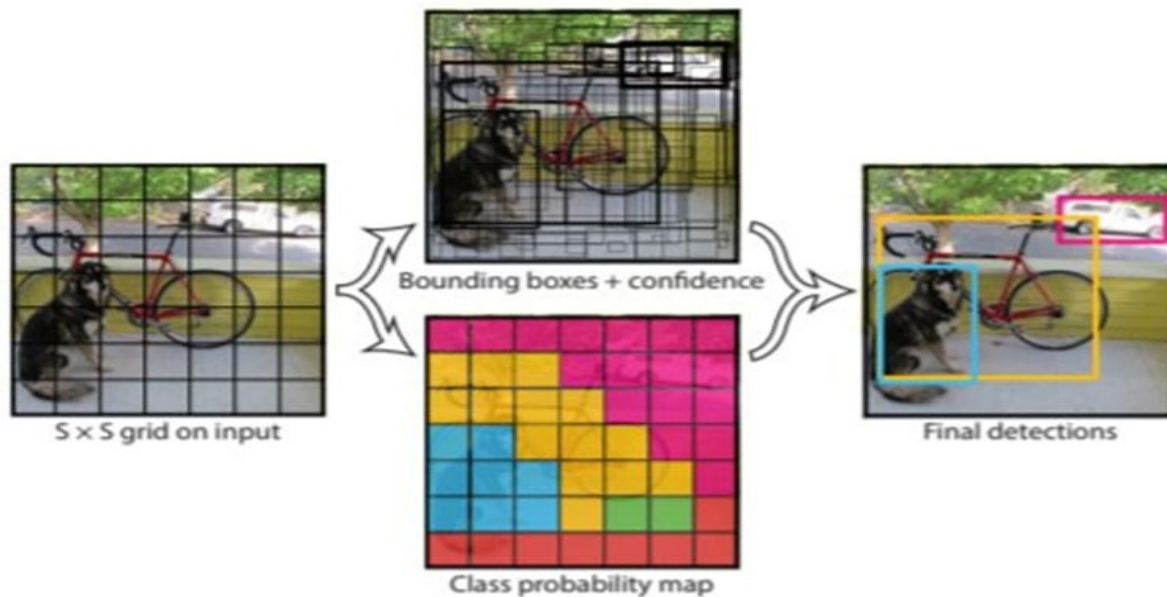 Bounding boxes + confidence
S × S grid on input
Final detections
Class probability map